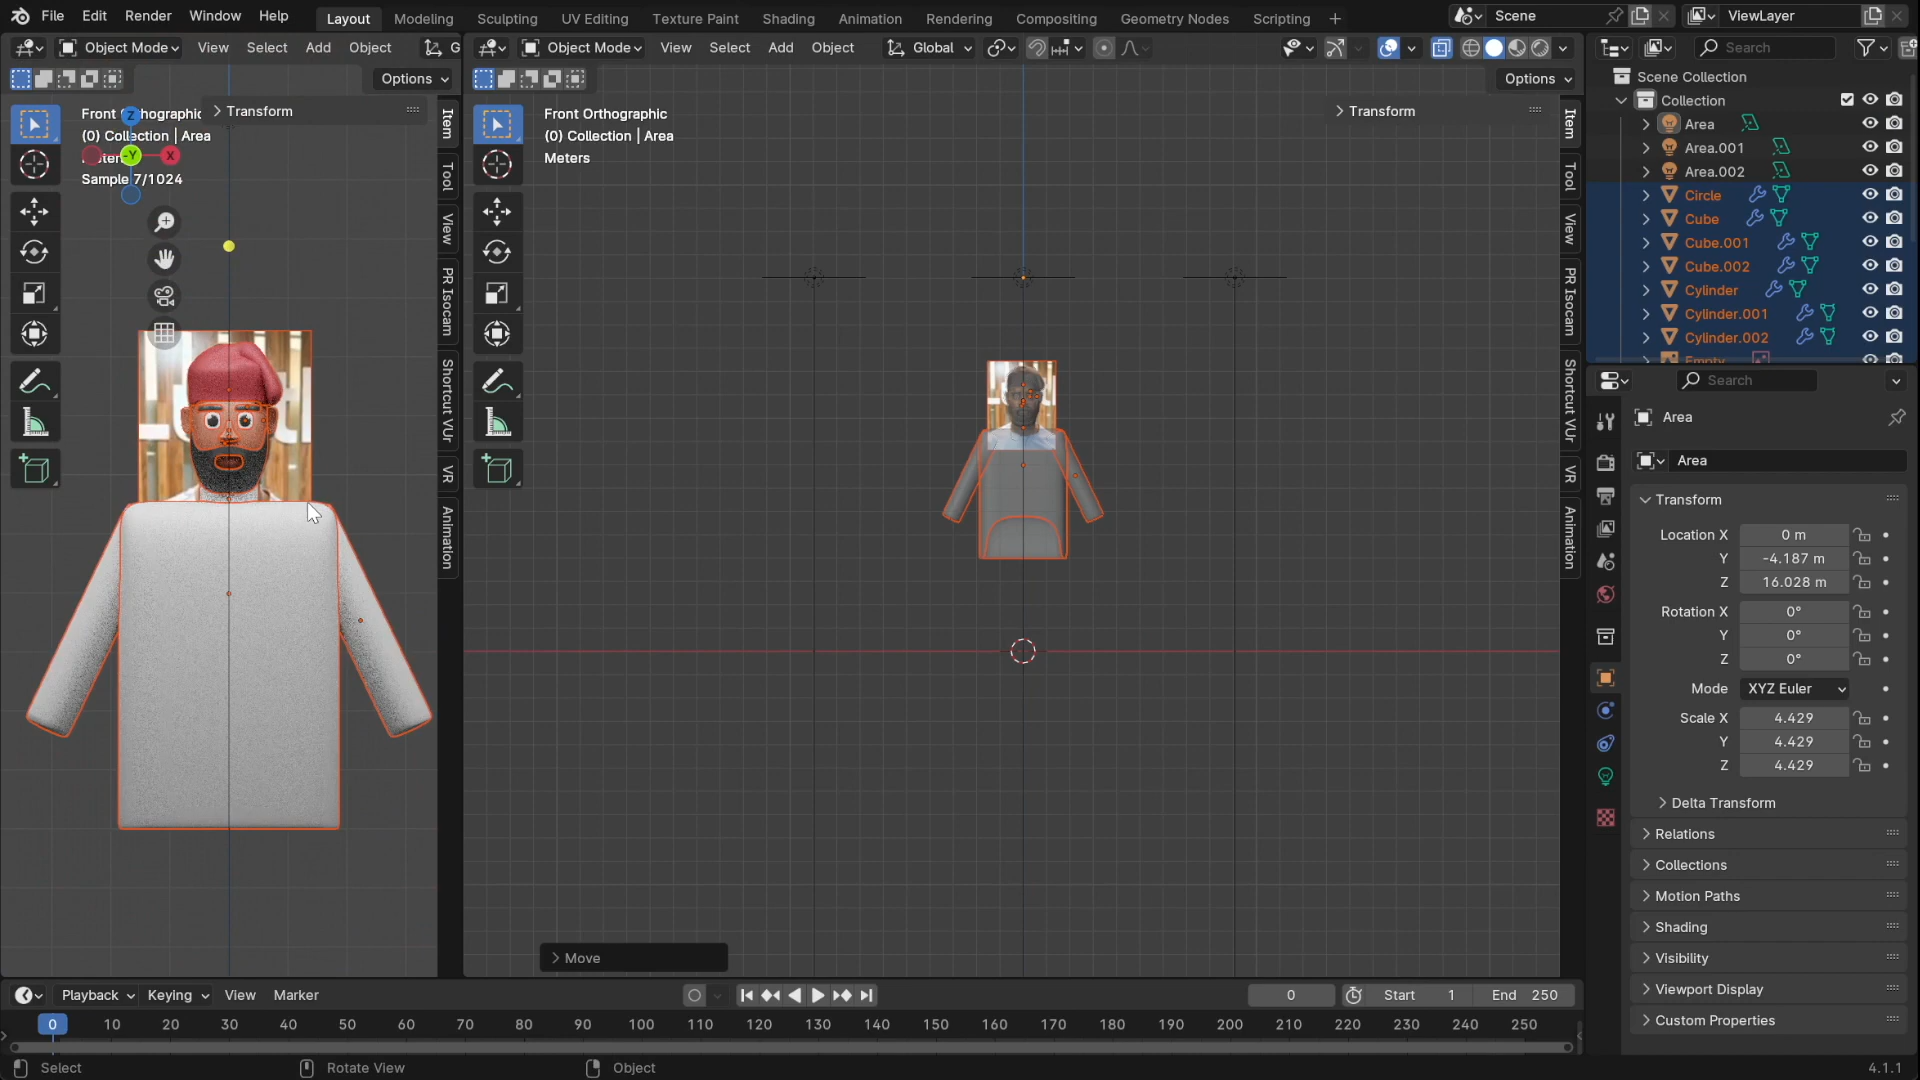 File Edit Render Window Help Layout Modeling Sculpting UV Editing Texture Paint Shading Animation Rendering Compositing Geometry Nodes Scripting + Scene ViewLayer
Object Mode View Select Add Object G Object Mode View Select Add Object Global Search
Options Options Scene Collection
Collection
Front Orthographic Transform Front Orthographic Transform
(0) Collection | Area (0) Collection | Area
Meters Meters
Sample 7/1024
Z
-Y X
Item
Tool
View
PR Isocam
Shortcut VUr
VR
Animation
Item
Tool
View
PR Isocam
Shortcut VUr
VR
Animation
Area
Area.001
Area.002
Circle
Cube
Cube.001
Cube.002
Cylinder
Cylinder.001
Cylinder.002
Empty
Search
Area
Area
Transform
Location X 0 m
Y -4.187 m
Z 16.028 m
Rotation X 0°
Y 0°
Z 0°
Mode XYZ Euler
Scale X 4.429
Y 4.429
Z 4.429
Delta Transform
Relations
Collections
Motion Paths
Shading
Visibility
Viewport Display
Custom Properties
Move
Playback Keying View Marker 0 Start 1 End 250
0 10 20 30 40 50 60 70 80 90 100 110 120 130 140 150 160 170 180 190 200 210 220 230 240 250
Select Rotate View Object 4.1.1